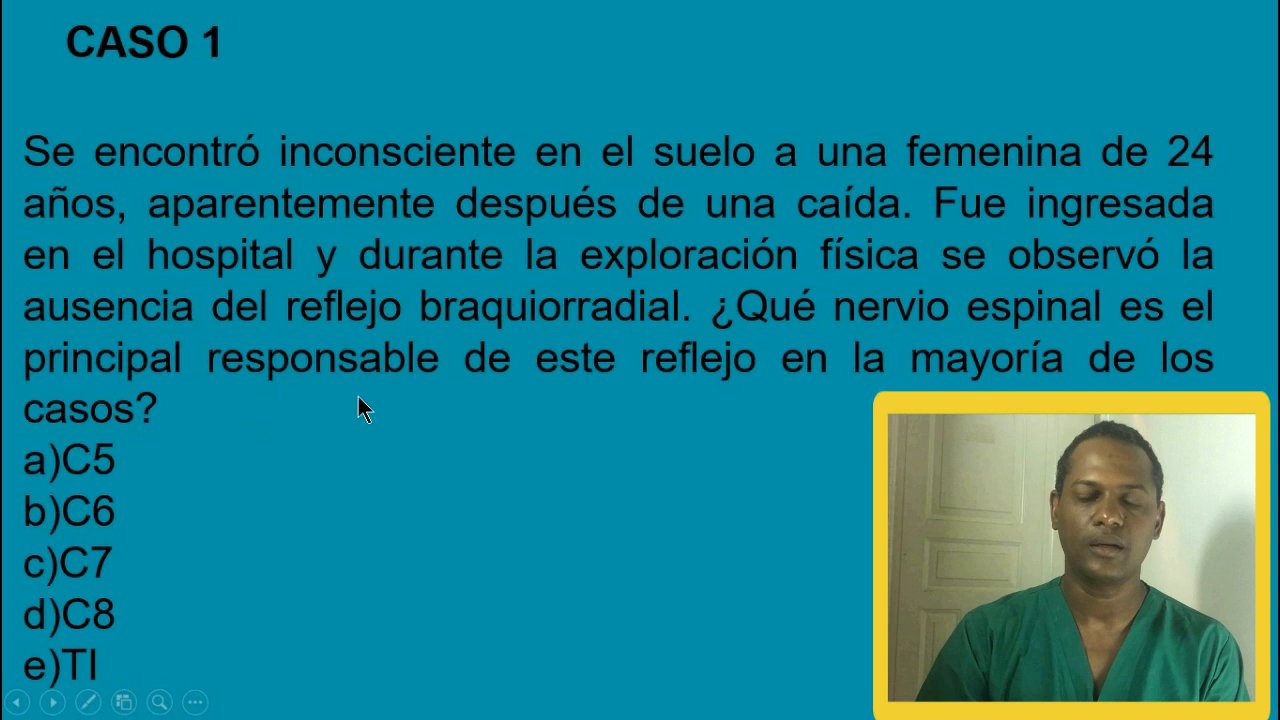 CASO 1
Se encontró inconsciente en el suelo a una femenina de 24
años, aparentemente después de una caída. Fue ingresada
en el hospital y durante la exploración física se observó la
ausencia del reflejo braquiorradial. ¿Qué nervio espinal es el
principal responsable de este reflejo en la mayoría de los
casos?
a)C5
b)C6
c)C7
d)C8
e)TI